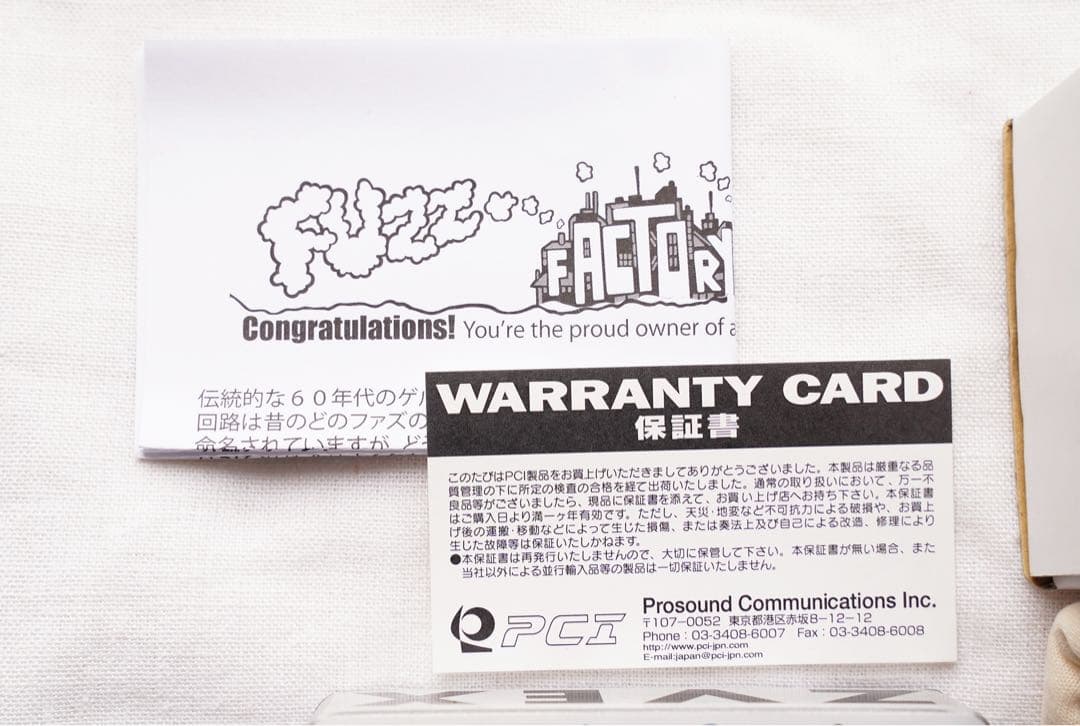 FUZZ FACTORY
Congratulations! You're the proud owner of a
伝統的な60年代のゲル
回路は昔のどのファズの
命名されていますが、ど
WARRANTY CARD
保証書
このたびはPCI製品をお買上げいただきましてありがとうございました。本製品は厳重なる品
質管理の下に所定の検査の合格を経て出荷いたしました。通常の取り扱いにおいて、万一不
良品等がございましたら、現品に保証書を添えて、お買い上げ店へお持ち下さい。本保証書
はご購入日より満一ヶ年有効です。ただし、天災・地変など不可抗力による破損や、お買上
げ後の運搬・移動などによって生じた損傷、または奏法上及び自己による改造、修理により
生じた故障等は保証いたしかねます。
●本保証書は再発行いたしませんので、大切に保管して下さい。本保証書が無い場合、また
当社以外による並行輸入品等の製品は一切保証いたしません。
PCI
Prosound Communications Inc.
〒107-0052 東京都港区赤坂8-12-12
Phone：03-3408-6007 Fax：03-3408-6008
http://www.pci-jpn.com
E-mail:japan@pci-jpn.com
ZVEX